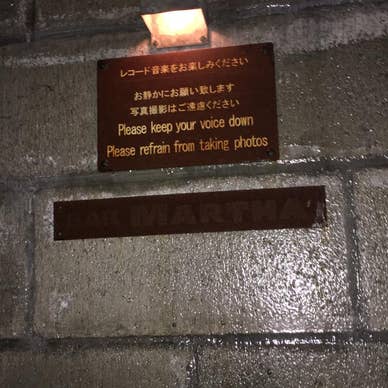 レコード音楽をお楽しみください
お静かにお願い致します
写真撮影はご遠慮ください
Please keep your voice down
Please refrain from taking photos
BAR MARTHA